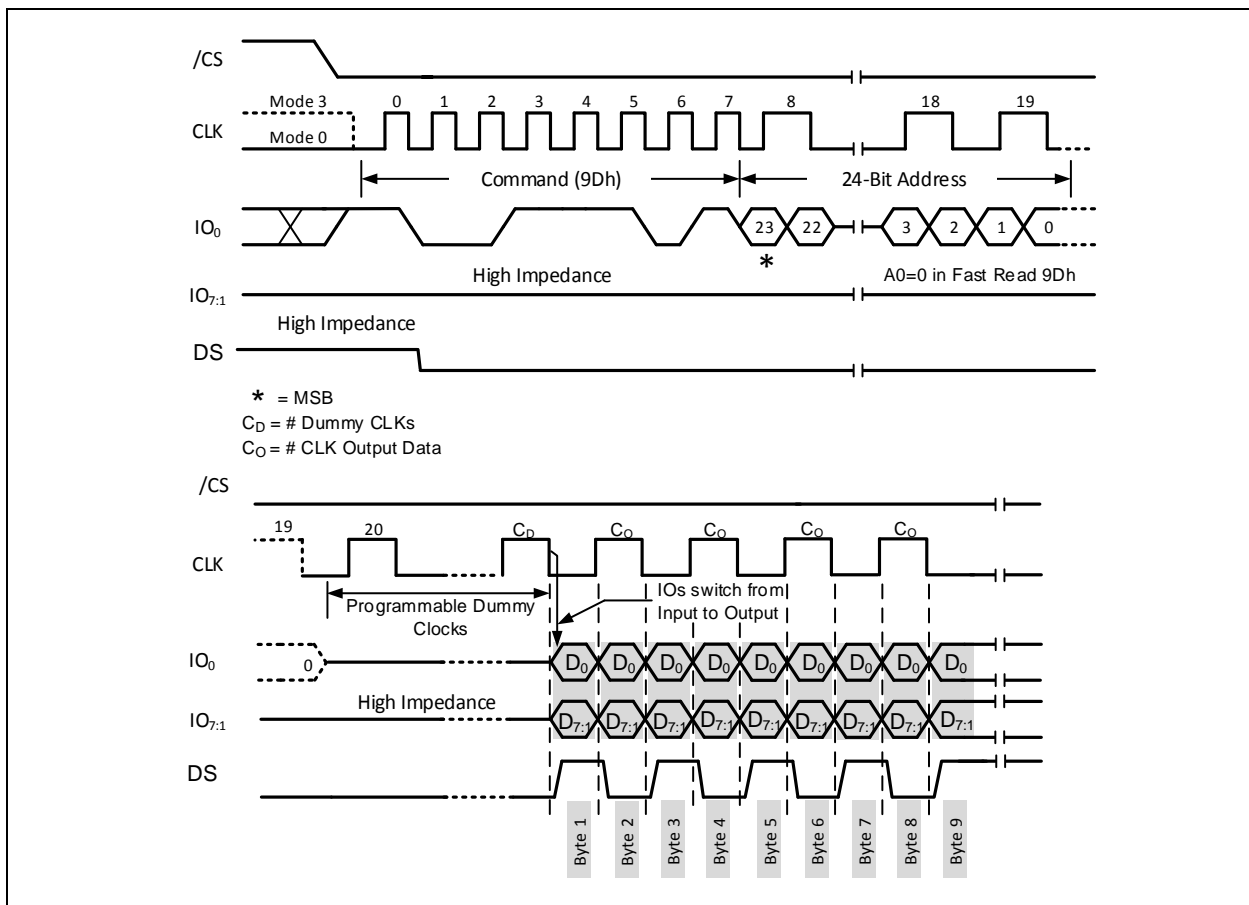 /CS
Mode 3 0 1 2 3 4 5 6 7 8 18 19
CLK
Mode 0
Command (9Dh) 24-Bit Address
IO0 23 22 3 2 1 0
*
High Impedance A0=0 in Fast Read 9Dh
IO7:1
High Impedance
DS
* = MSB
CD = # Dummy CLKs
CO = # CLK Output Data
/CS
19 20 CD CO CO CO CO
CLK
Programmable Dummy Clocks
IOs switch from Input to Output
IO0 0 D0 D0 D0 D0 D0 D0 D0 D0 D0
High Impedance
IO7:1 D7:1 D7:1 D7:1 D7:1 D7:1 D7:1 D7:1 D7:1 D7:1
DS
Byte 1 Byte 2 Byte 3 Byte 4 Byte 5 Byte 6 Byte 7 Byte 8 Byte 9